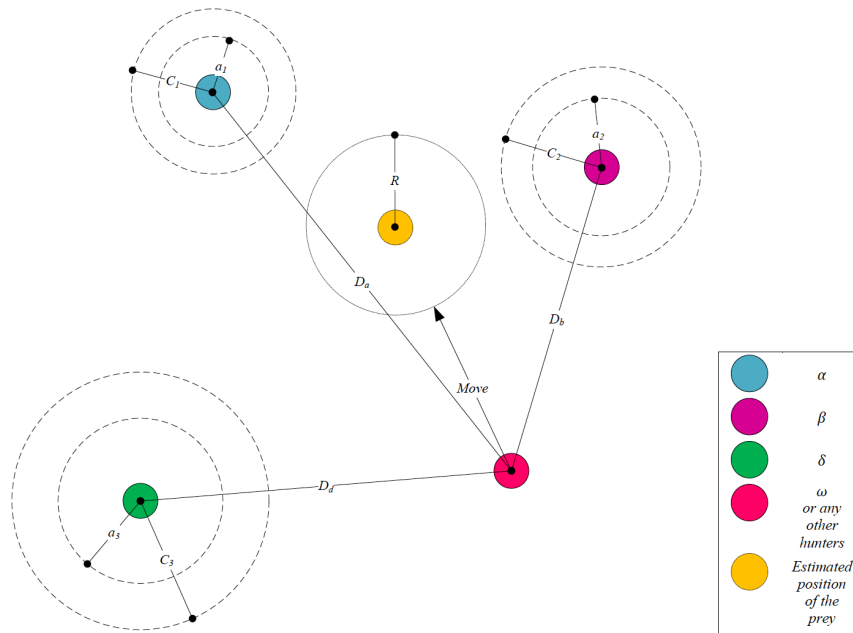 a1
C1
a2
C2
R
Da
Db
Move
Dd
a3
C3
α
β
δ
ω
or any
other
hunters
Estimated
position
of the
prey